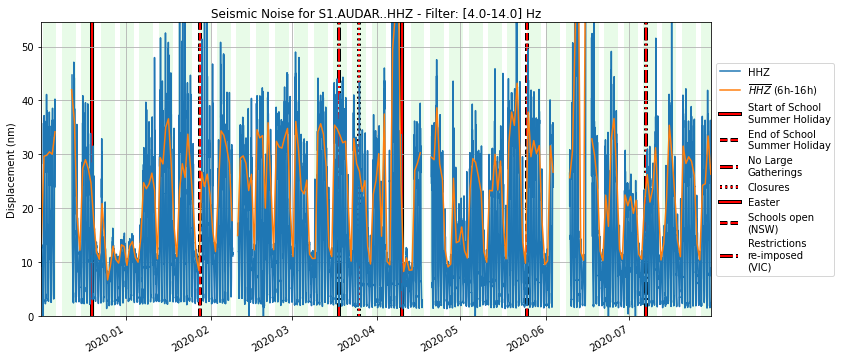 Seismic Noise for S1.AUDAR..HHZ - Filter: [4.0-14.0] Hz
Displacement (nm)
50
40
30
20
10
0
2020-01
2020-02
2020-03
2020-04
2020-05
2020-06
2020-07
HHZ
HHZ (6h-16h)
Start of School
Summer Holiday
End of School
Summer Holiday
No Large
Gatherings
Closures
Easter
Schools open
(NSW)
Restrictions
re-imposed
(VIC)